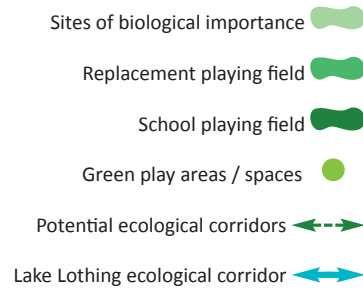 Sites of biological importance
Replacement playing field
School playing field
Green play areas / spaces
Potential ecological corridors
Lake Lothing ecological corridor